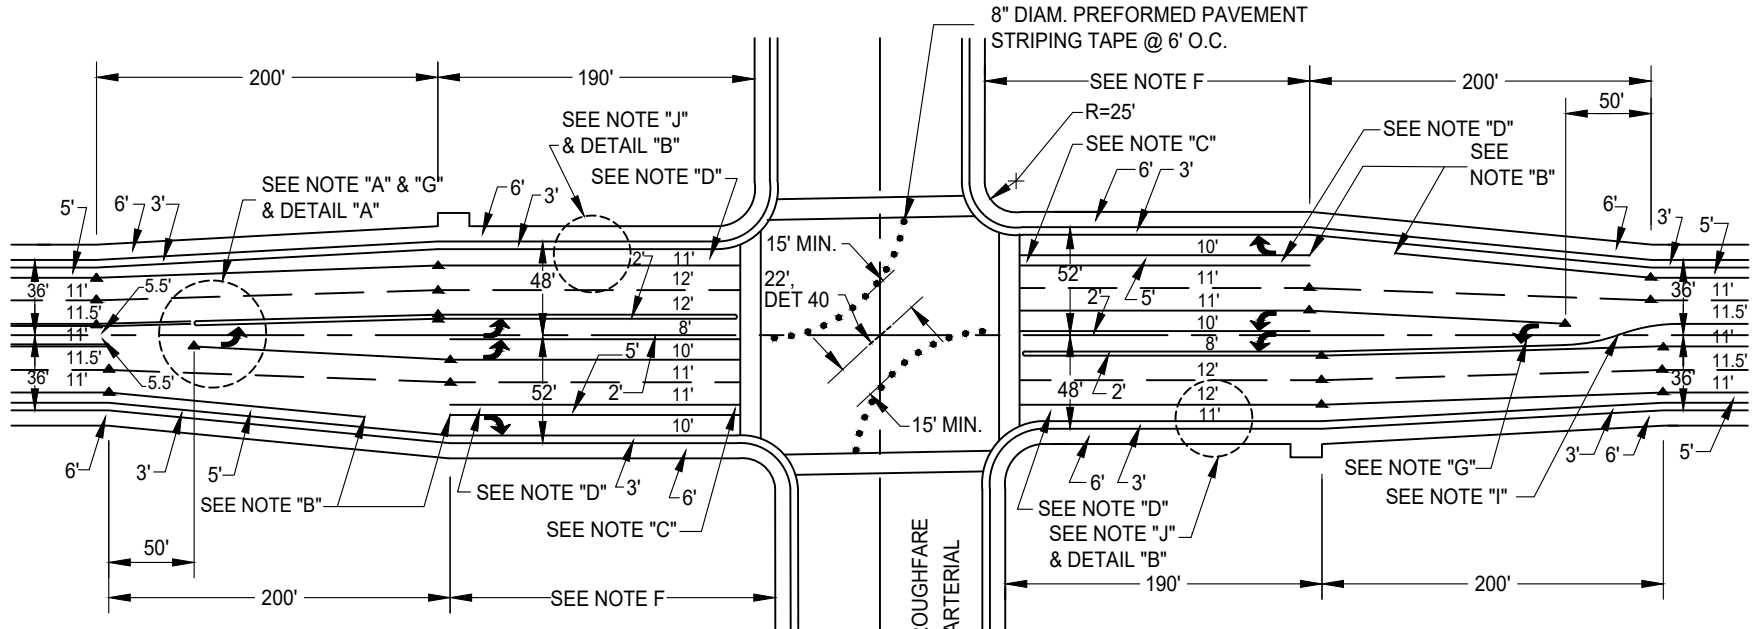 8" DIAM. PREFORMED PAVEMENT
STRIPING TAPE @ 6' O.C.
200'
190'
SEE NOTE F
200'
50'
SEE NOTE "J"
& DETAIL "B"
R=25'
SEE NOTE "C"
SEE NOTE "D"
SEE
NOTE "B"
SEE NOTE "A" & "G"
& DETAIL "A"
SEE NOTE "D"
5'
6'
3'
6'
3'
6'
3'
6'
3'
5'
15' MIN.
22',
DET 40
15' MIN.
36'
11'
11.5'
11'
11.5'
11'
36'
5.5'
5.5'
48'
52'
2'
11'
12'
12'
8'
10'
11'
11'
10'
5'
2'
52'
48'
10'
11'
11'
10'
8'
12'
12'
11'
2'
5'
2'
36'
11'
11.5'
11'
11.5'
11'
36'
6'
3'
5'
SEE NOTE "B"
SEE NOTE "D"
3'
6'
SEE NOTE "C"
6'
3'
SEE NOTE "D"
SEE NOTE "J"
& DETAIL "B"
SEE NOTE "G"
SEE NOTE "I"
3'
6'
5'
50'
200'
SEE NOTE F
190'
200'
ROUGHFARE
ARTERIAL